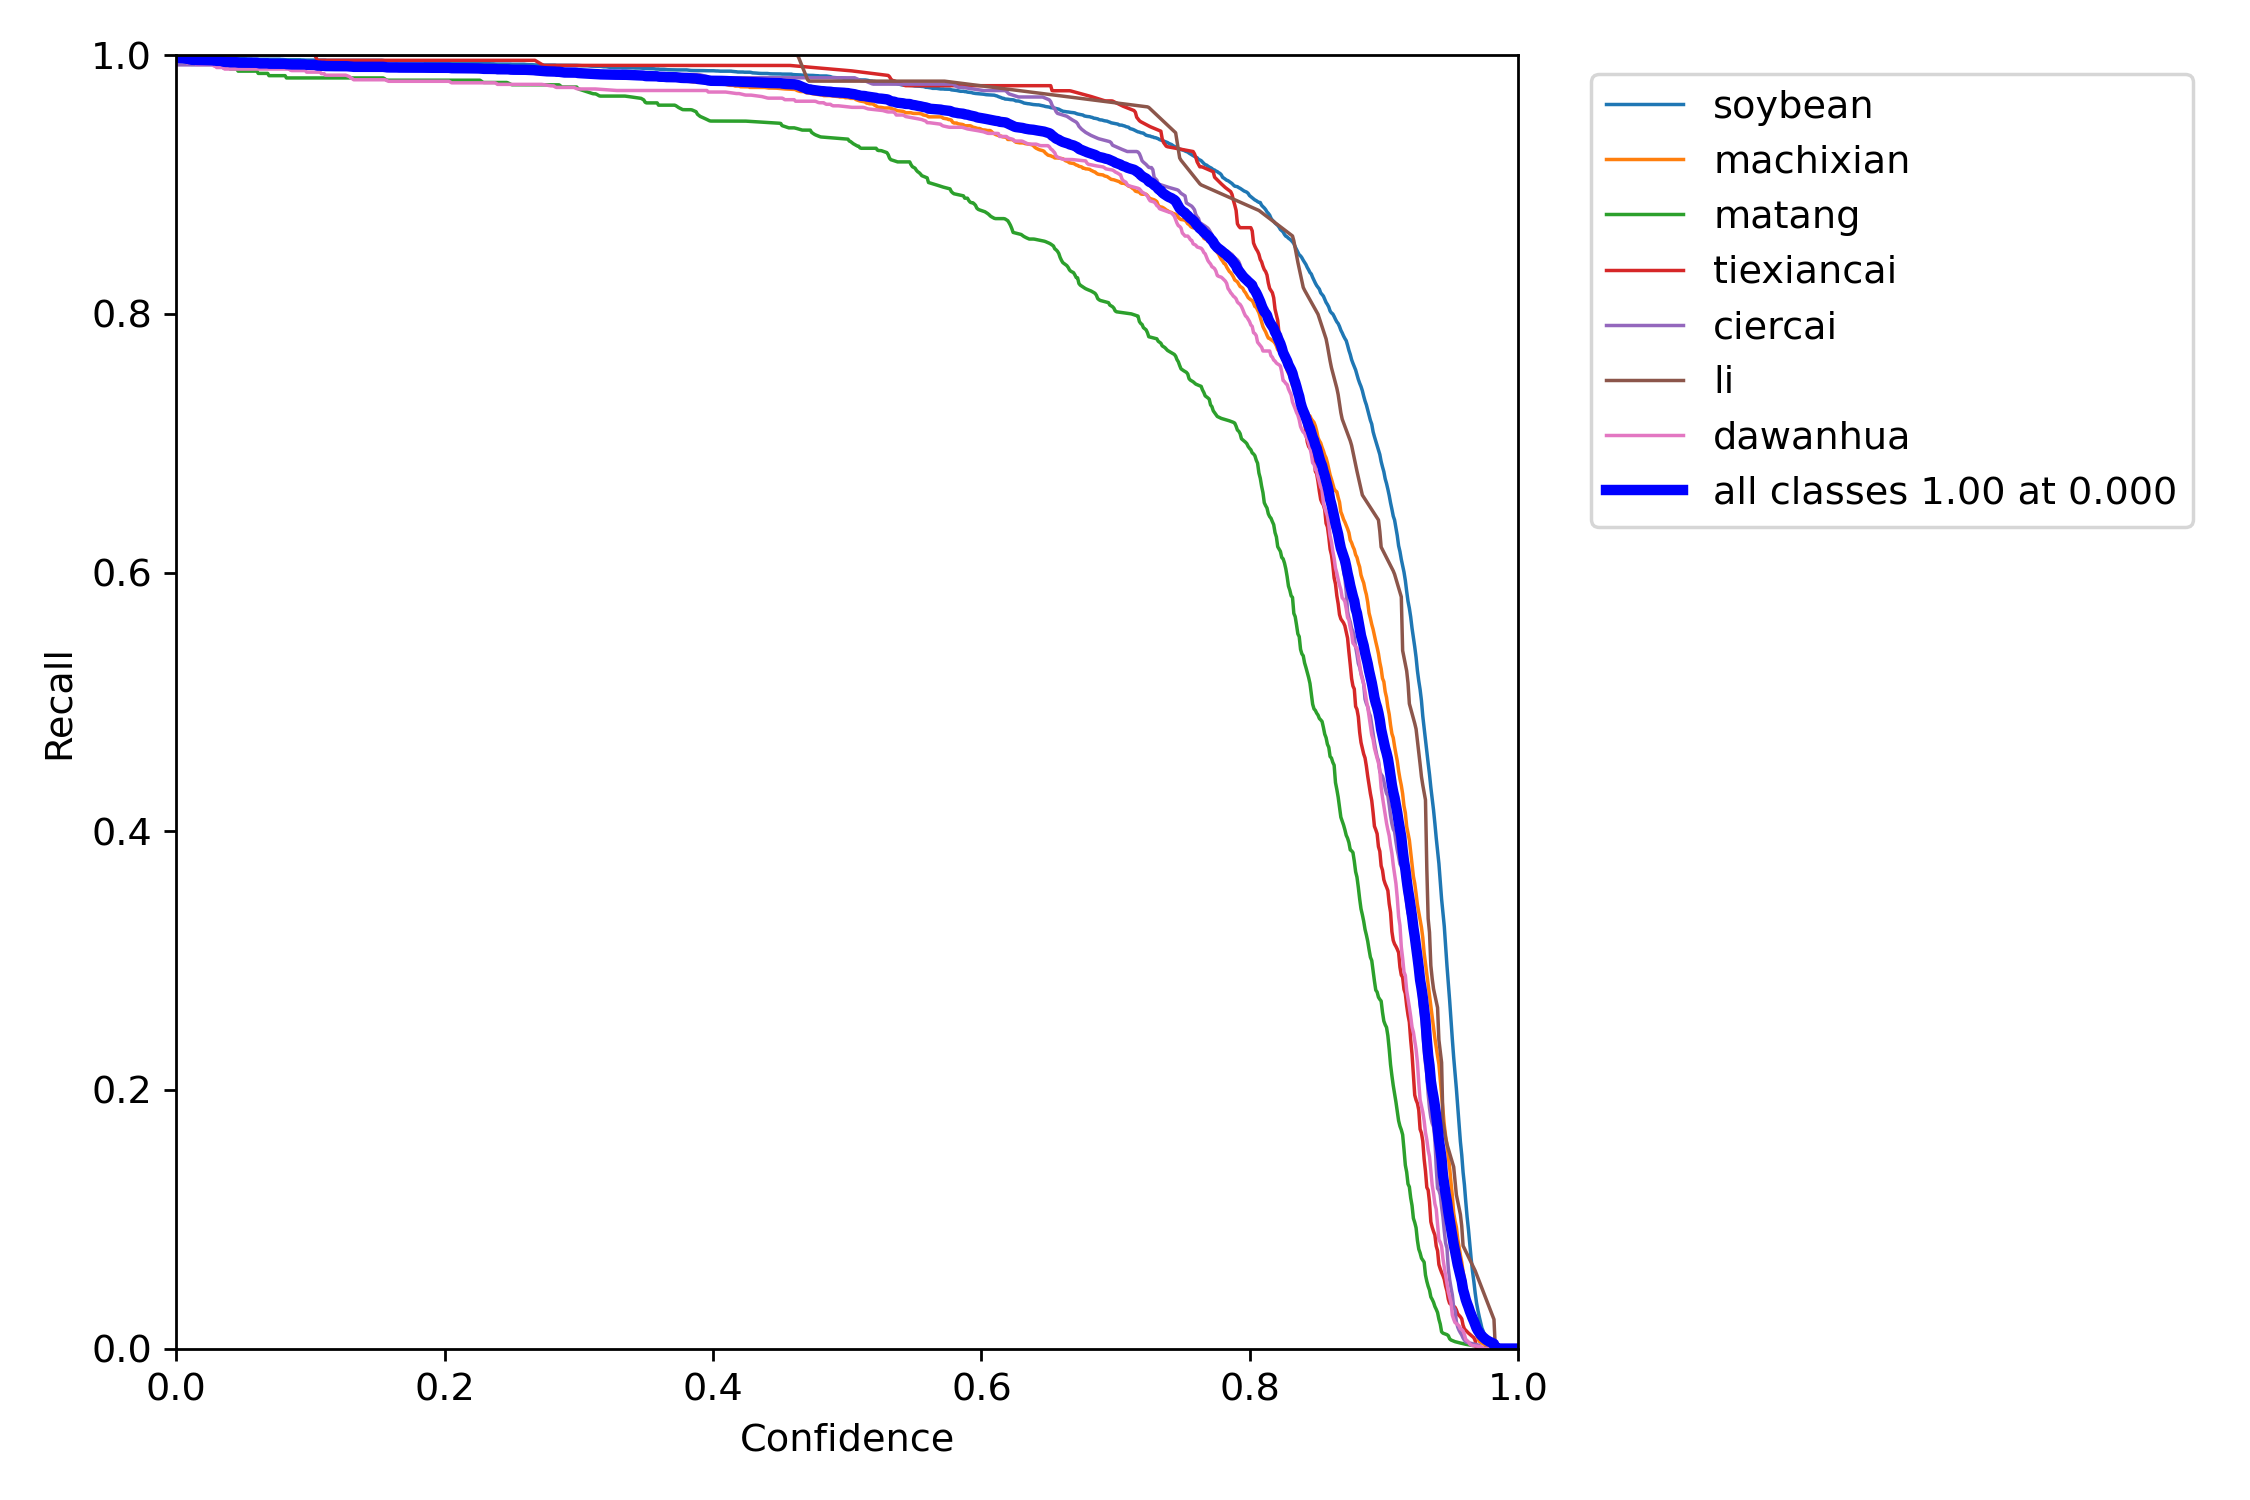 1.0
0.8
0.6
0.4
0.2
0.0
Recall
0.0 0.2 0.4 0.6 0.8 1.0
Confidence
soybean
machixian
matang
tiexiancai
ciercai
li
dawanhua
all classes 1.00 at 0.000